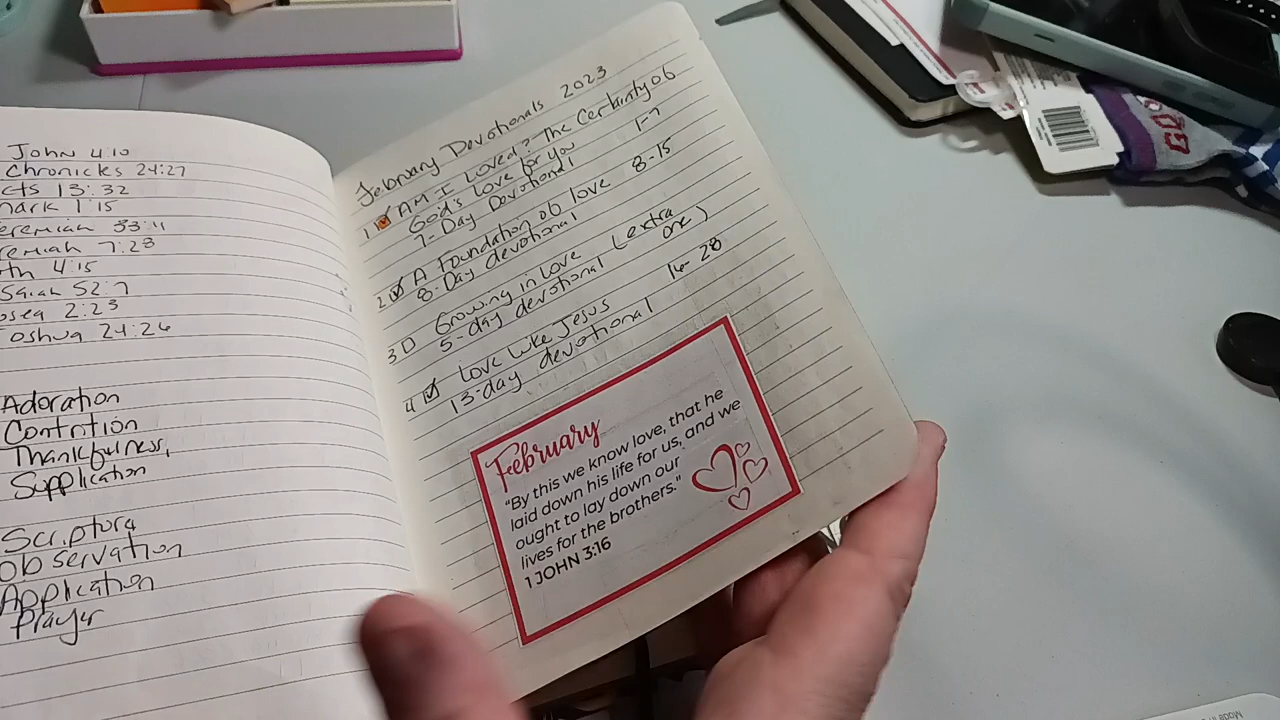 John 4:10
Chronicles 24:27
cts 13:32
mark 1:15
eremiah 33:11
remiah 7:23
4:15
saiah 52:7
osea 2:23
oshua 24:26
Adoration
Contrition
Thankfulness,
Supplication
Scripture
Observation
Application
Prayer
February Devotionals 2023
1 AM I LOVED? The Certainty of
God's Love for you
7-Day Devotional 1-7
2 A Foundation of love 8-15
8-Day devotional
3 Growing in Love (extra
5-day devotional one)
4 Love Like Jesus 16-28
13-day devotional
February
"By this we know love, that he
laid down his life for us, and we
ought to lay down our
lives for the brothers."
1 JOHN 3:16
Made in